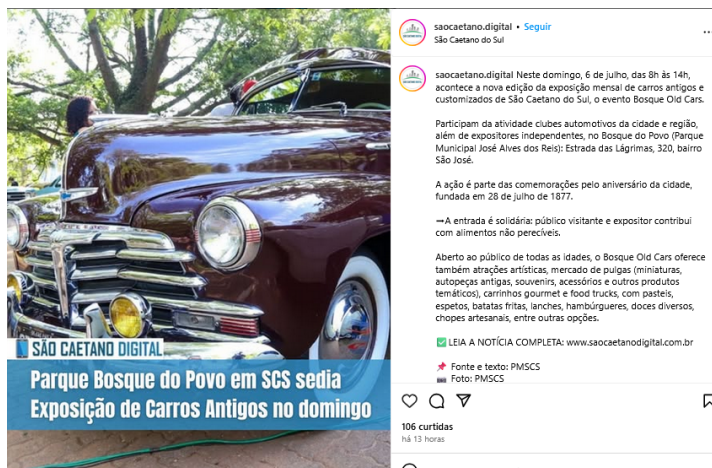 SÃO CAETANO DIGITAL
Parque Bosque do Povo em SCS sedia
Exposição de Carros Antigos no domingo
saocaetano.digital • Seguir
São Caetano do Sul
saocaetano.digital Neste domingo, 6 de julho, das 8h às 14h,
acontece a nova edição da exposição mensal de carros antigos e
customizados de São Caetano do Sul, o evento Bosque Old Cars.
Participam da atividade clubes automotivos da cidade e região,
além de expositores independentes, no Bosque do Povo (Parque
Municipal José Alves dos Reis): Estrada das Lágrimas, 320, bairro
São José.
A ação é parte das comemorações pelo aniversário da cidade,
fundada em 28 de julho de 1877.
➞A entrada é solidária: público visitante e expositor contribui
com alimentos não perecíveis.
Aberto ao público de todas as idades, o Bosque Old Cars oferece
também atrações artísticas, mercado de pulgas (miniaturas,
autopeças antigas, souvenirs, acessórios e outros produtos
temáticos), carrinhos gourmet e food trucks, com pasteis,
espetos, batatas fritas, lanches, hambúrgueres, doces diversos,
chopes artesanais, entre outras opções.
✅ LEIA A NOTÍCIA COMPLETA: www.saocaetanodigital.com.br
📌 Fonte e texto: PMSCS
📷 Foto: PMSCS
106 curtidas
há 13 horas